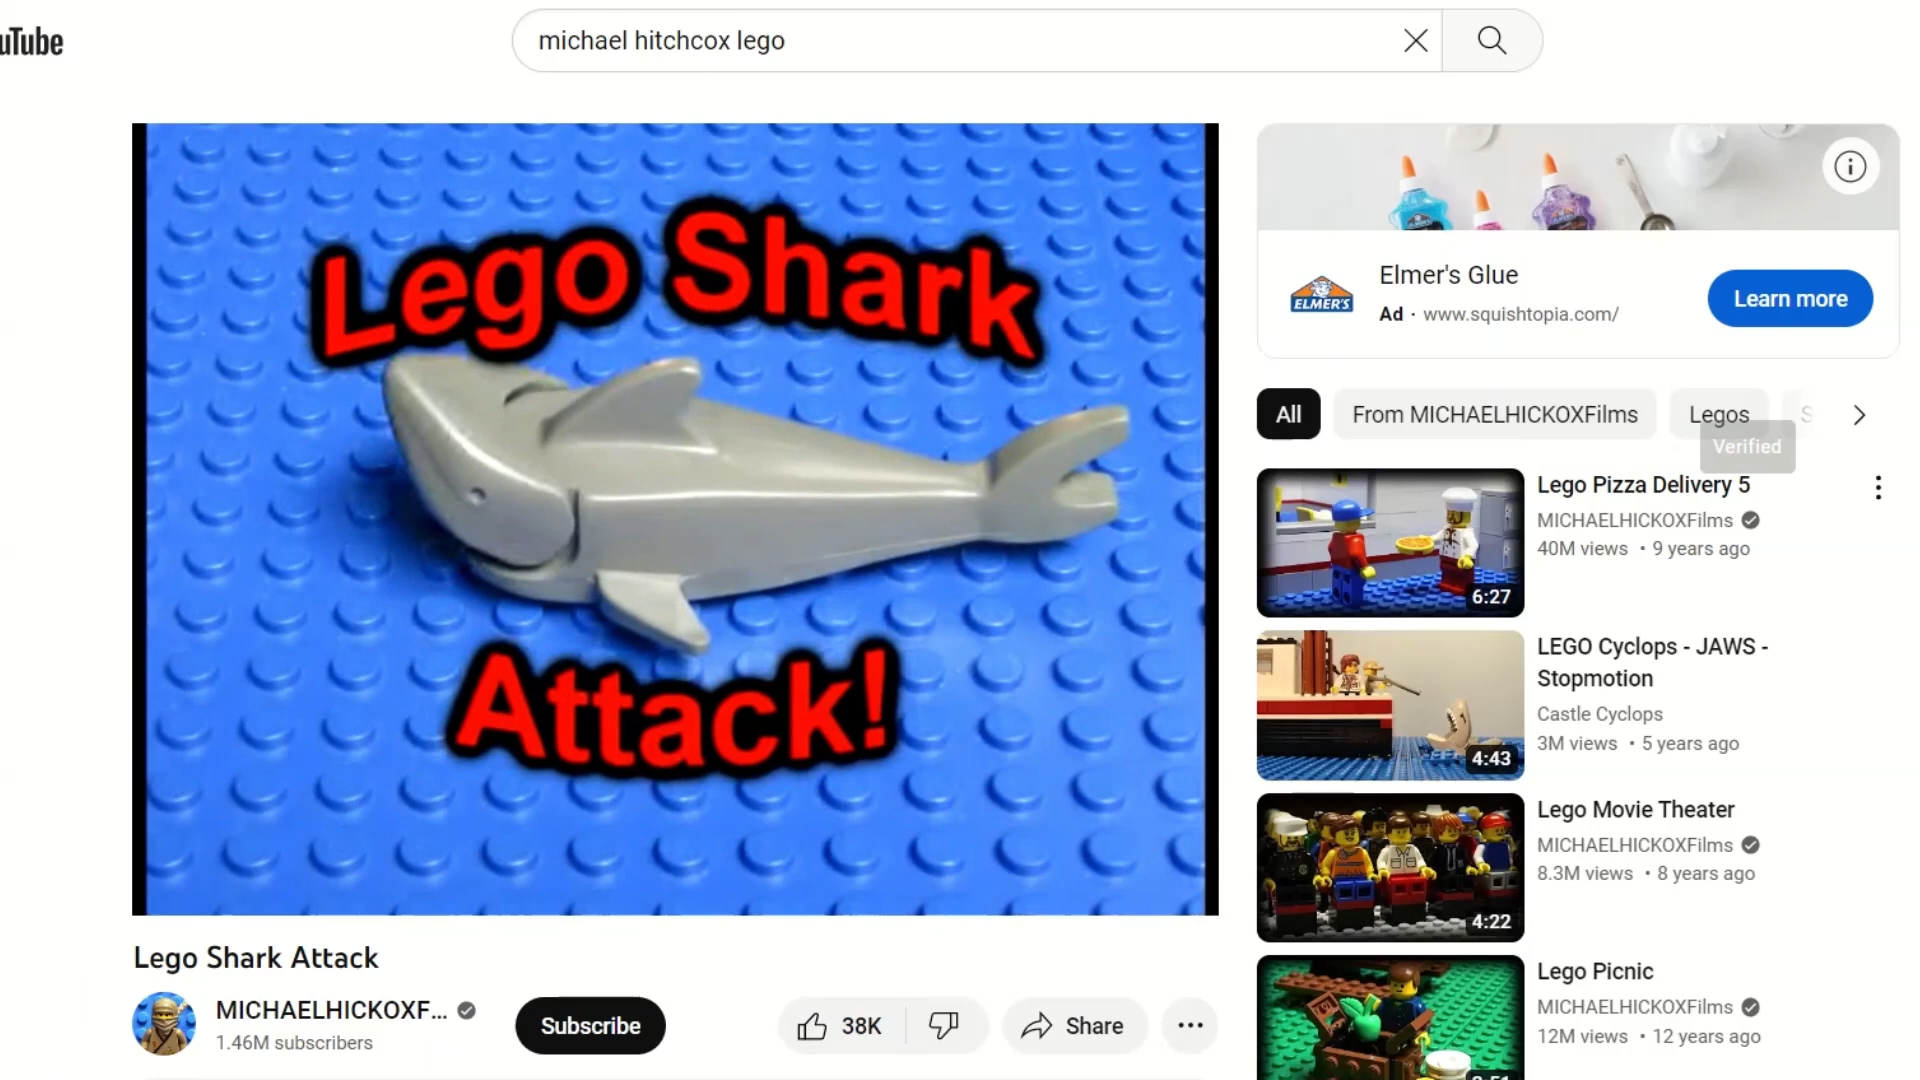 uTube
michael hitchcox lego
Lego Shark
Attack!
Lego Shark Attack
MICHAELHICKOXF...
1.46M subscribers
Subscribe
38K
Share
ELMER'S
Elmer's Glue
Ad · www.squishtopia.com/
Learn more
All
From MICHAELHICKOXFilms
Legos
S
Verified
6:27
Lego Pizza Delivery 5
MICHAELHICKOXFilms
40M views • 9 years ago
4:43
LEGO Cyclops - JAWS -
Stopmotion
Castle Cyclops
3M views • 5 years ago
4:22
Lego Movie Theater
MICHAELHICKOXFilms
8.3M views • 8 years ago
Lego Picnic
MICHAELHICKOXFilms
12M views • 12 years ago